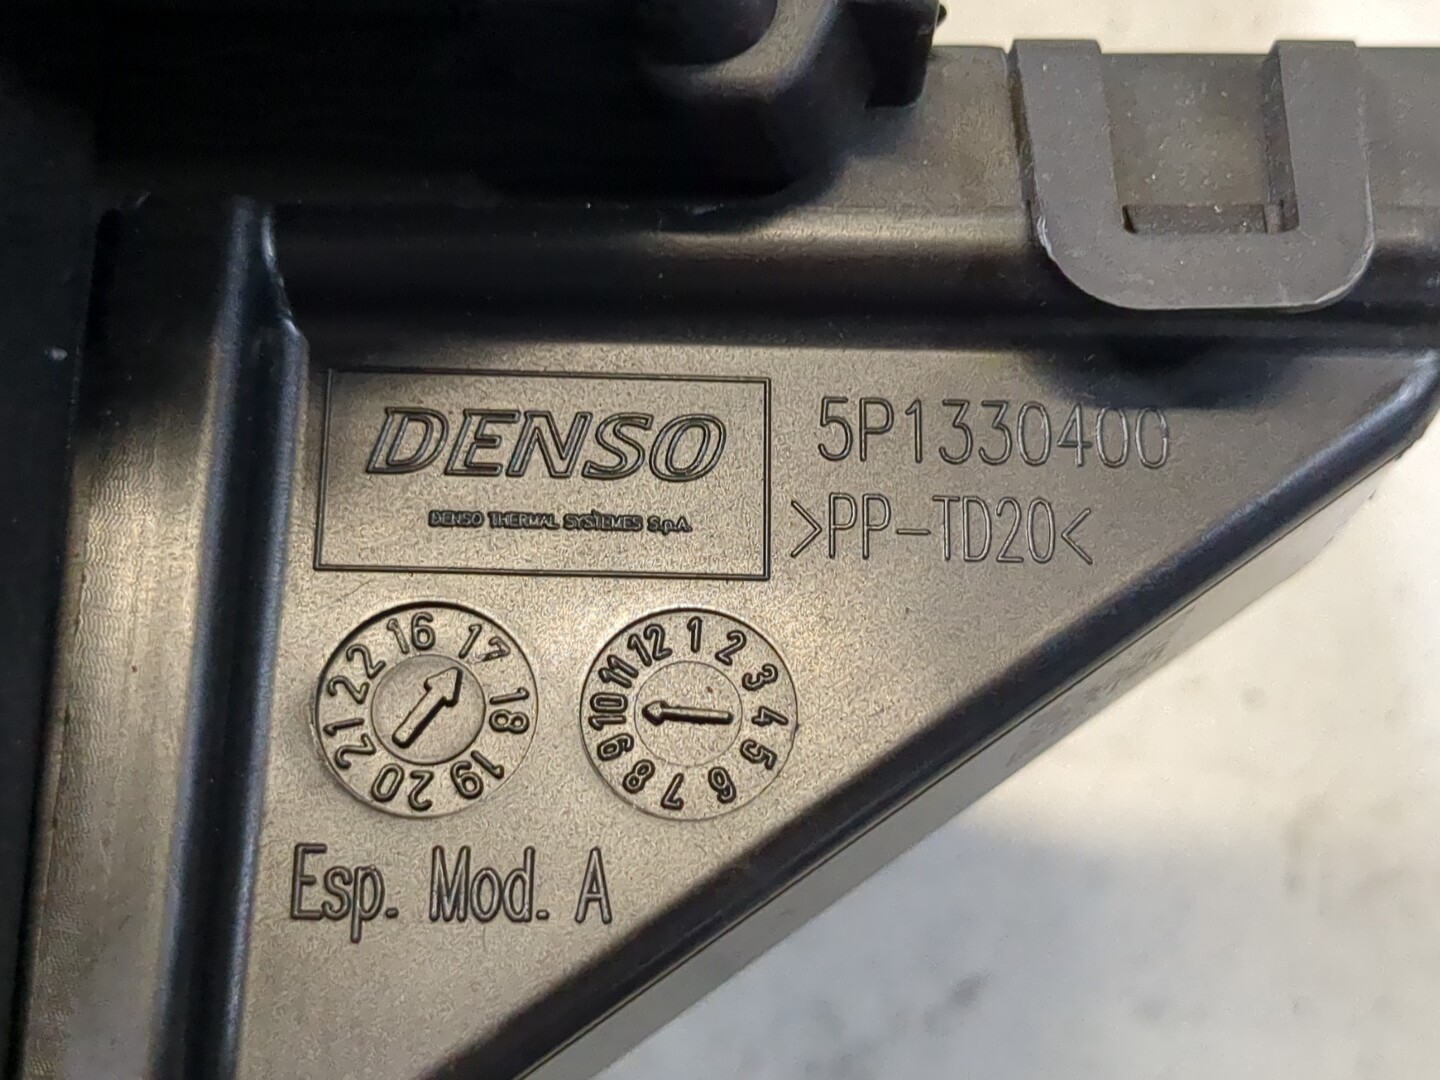 DENSO
DENSO THERMAL SYSTEMES S.p.A.
5P1330400
>PP-TD20<
16 17 18 19 20 21 22
12 1 2 3 4 5 6 7 8 9 10 11
Esp. Mod. A